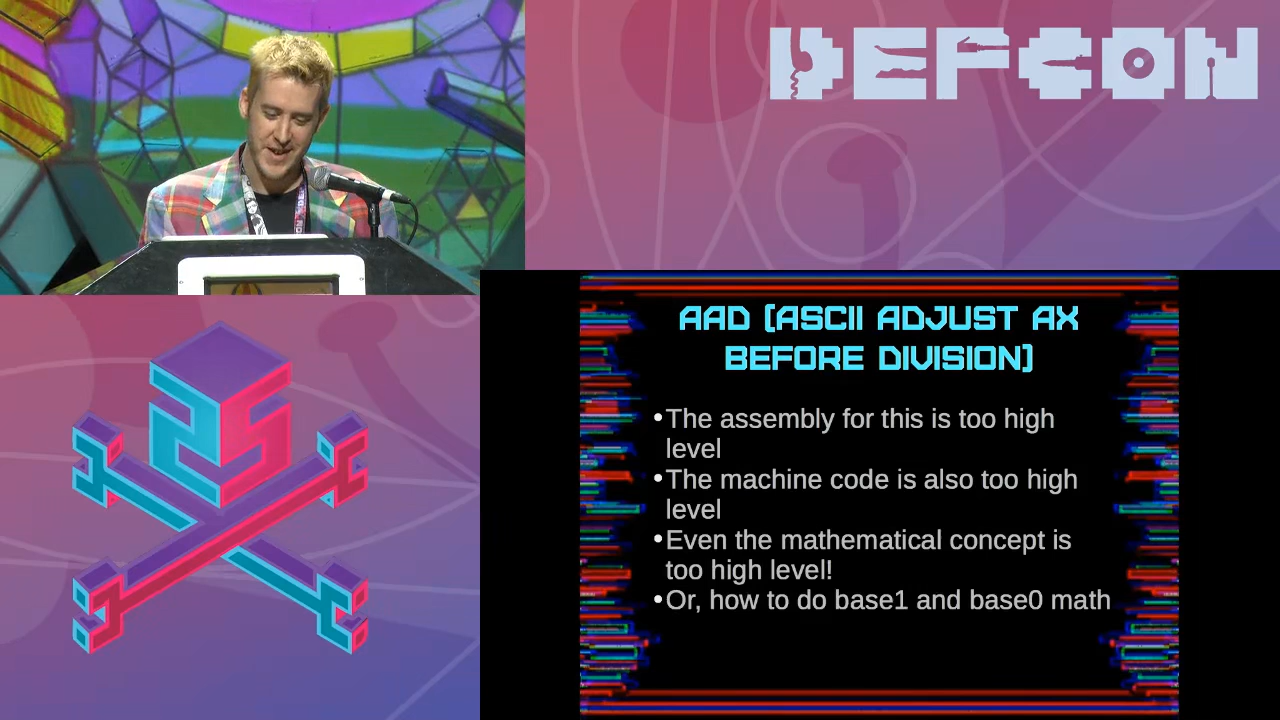 DEFCON
AAD (ASCII ADJUST AX
BEFORE DIVISION)
•The assembly for this is too high
level
•The machine code is also too high
level
•Even the mathematical concept is
too high level!
•Or, how to do base1 and base0 math